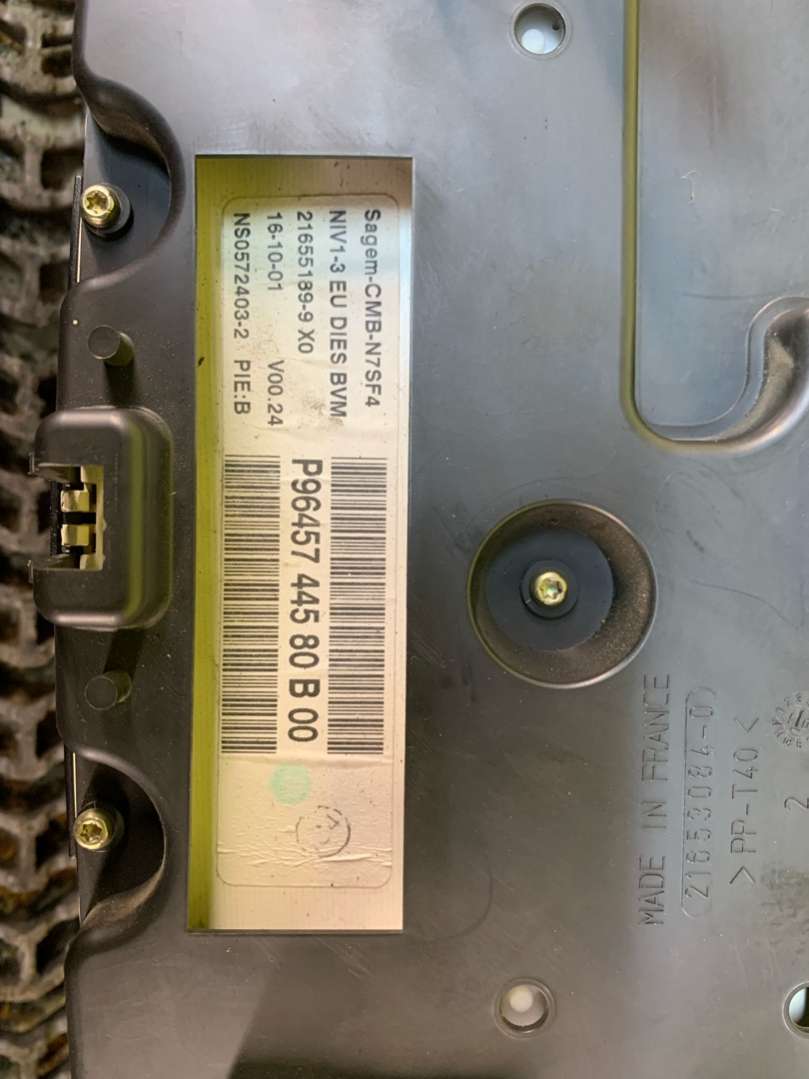 Sagem-CMB-N7SF4
NIV1-3 EU DIES BVM
21655189-9 X0
16-10-01 V00.24
NS0572403-2 PIE:B
P96457 445 80 B 00
MADE IN FRANCE
21653084-0
>PP-T40<
2